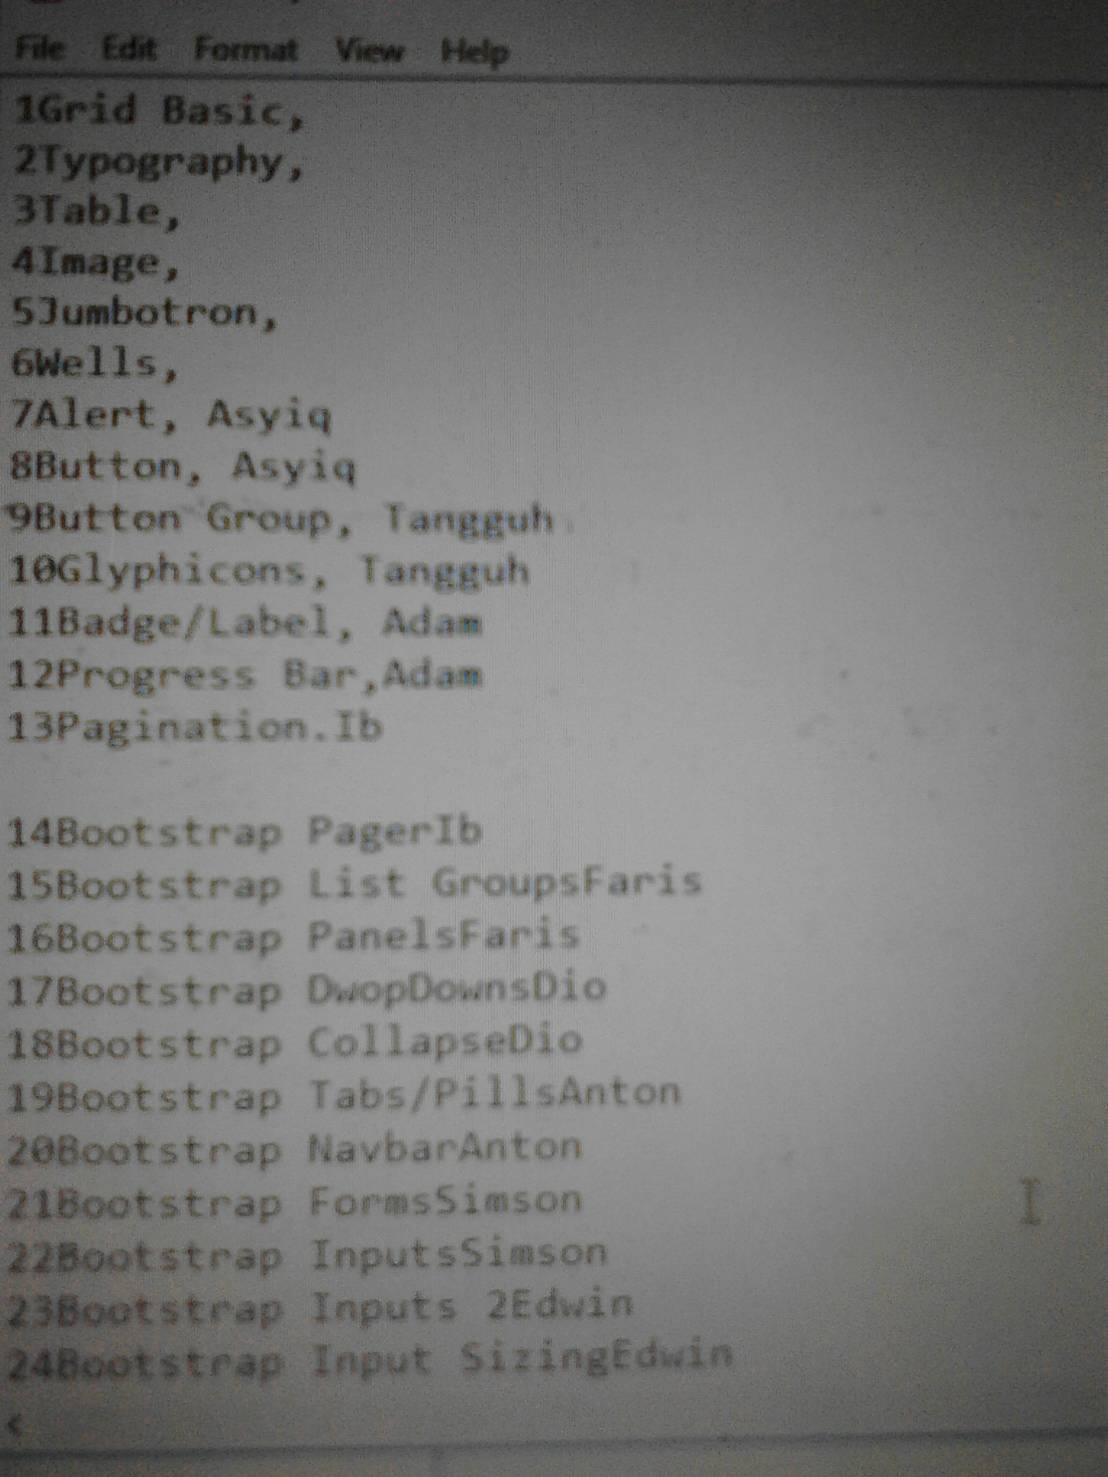 File Edit Format View Help
1Grid Basic,
2Typography,
3Table,
4Image,
5Jumbotron,
6Wells,
7Alert, Asyiq
8Button, Asyiq
9Button Group, Tangguh
10Glyphicons, Tangguh
11Badge/Label, Adam
12Progress Bar,Adam
13Pagination.Ib
14Bootstrap PagerIb
15Bootstrap List GroupsFaris
16Bootstrap PanelsFaris
17Bootstrap DwopDownsDio
18Bootstrap CollapseDio
19Bootstrap Tabs/PillsAnton
20Bootstrap NavbarAnton
21Bootstrap FormsSimson
22Bootstrap InputsSimson
23Bootstrap Inputs 2Edwin
24Bootstrap Input SizingEdwin